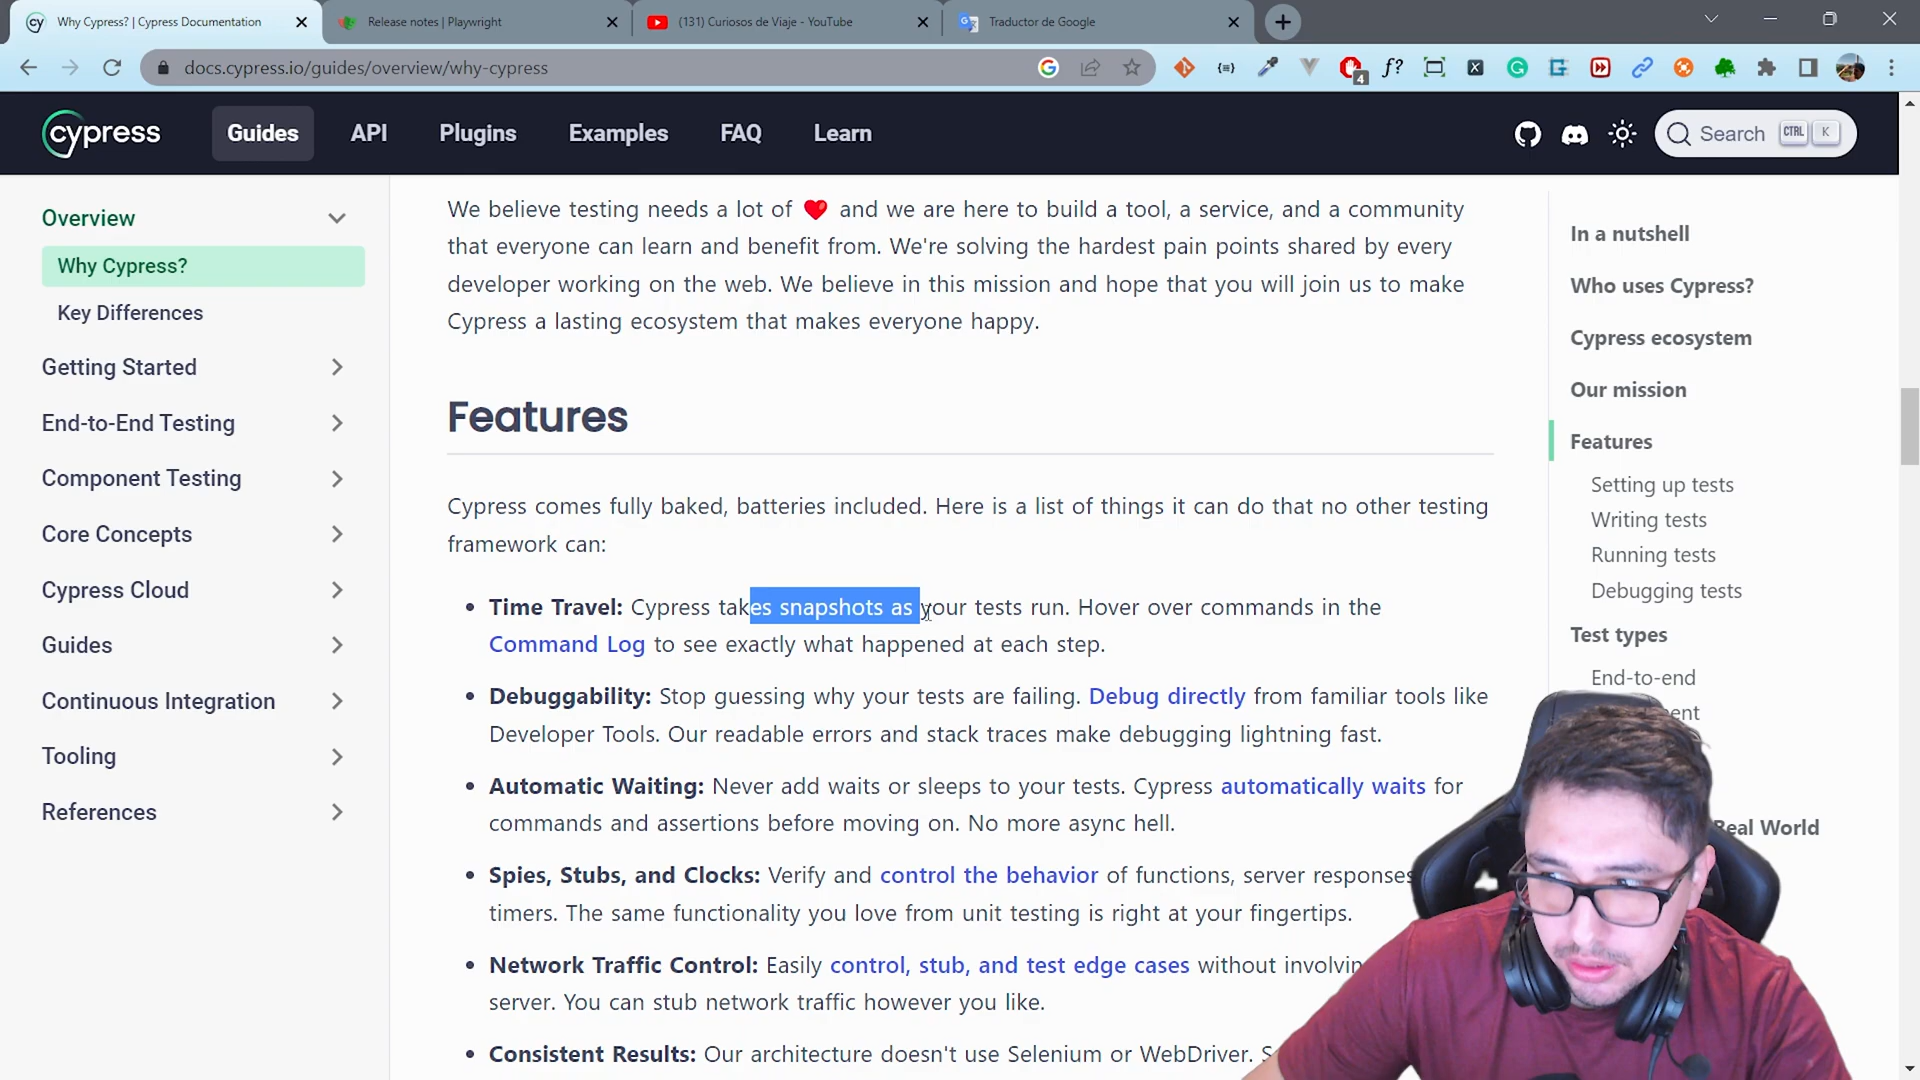 Why Cypress? | Cypress Documentation
Release notes | Playwright
(131) Curiosos de Viaje - YouTube
Traductor de Google
docs.cypress.io/guides/overview/why-cypress
4
f?
cypress
Guides
API
Plugins
Examples
FAQ
Learn
Search
CTRL
K
Overview
Why Cypress?
Key Differences
Getting Started
End-to-End Testing
Component Testing
Core Concepts
Cypress Cloud
Guides
Continuous Integration
Tooling
References
We believe testing needs a lot of ❤️ and we are here to build a tool, a service, and a community
that everyone can learn and benefit from. We're solving the hardest pain points shared by every
developer working on the web. We believe in this mission and hope that you will join us to make
Cypress a lasting ecosystem that makes everyone happy.
Features
Cypress comes fully baked, batteries included. Here is a list of things it can do that no other testing
framework can:
• Time Travel: Cypress takes snapshots as your tests run. Hover over commands in the
Command Log to see exactly what happened at each step.
• Debuggability: Stop guessing why your tests are failing. Debug directly from familiar tools like
Developer Tools. Our readable errors and stack traces make debugging lightning fast.
• Automatic Waiting: Never add waits or sleeps to your tests. Cypress automatically waits for
commands and assertions before moving on. No more async hell.
• Spies, Stubs, and Clocks: Verify and control the behavior of functions, server responses
timers. The same functionality you love from unit testing is right at your fingertips.
• Network Traffic Control: Easily control, stub, and test edge cases without
server. You can stub network traffic however you like.
• Consistent Results: Our architecture doesn't use Selenium or WebDriver.
In a nutshell
Who uses Cypress?
Cypress ecosystem
Our mission
Features
Setting up tests
Writing tests
Running tests
Debugging tests
Test types
End-to-end
Real World